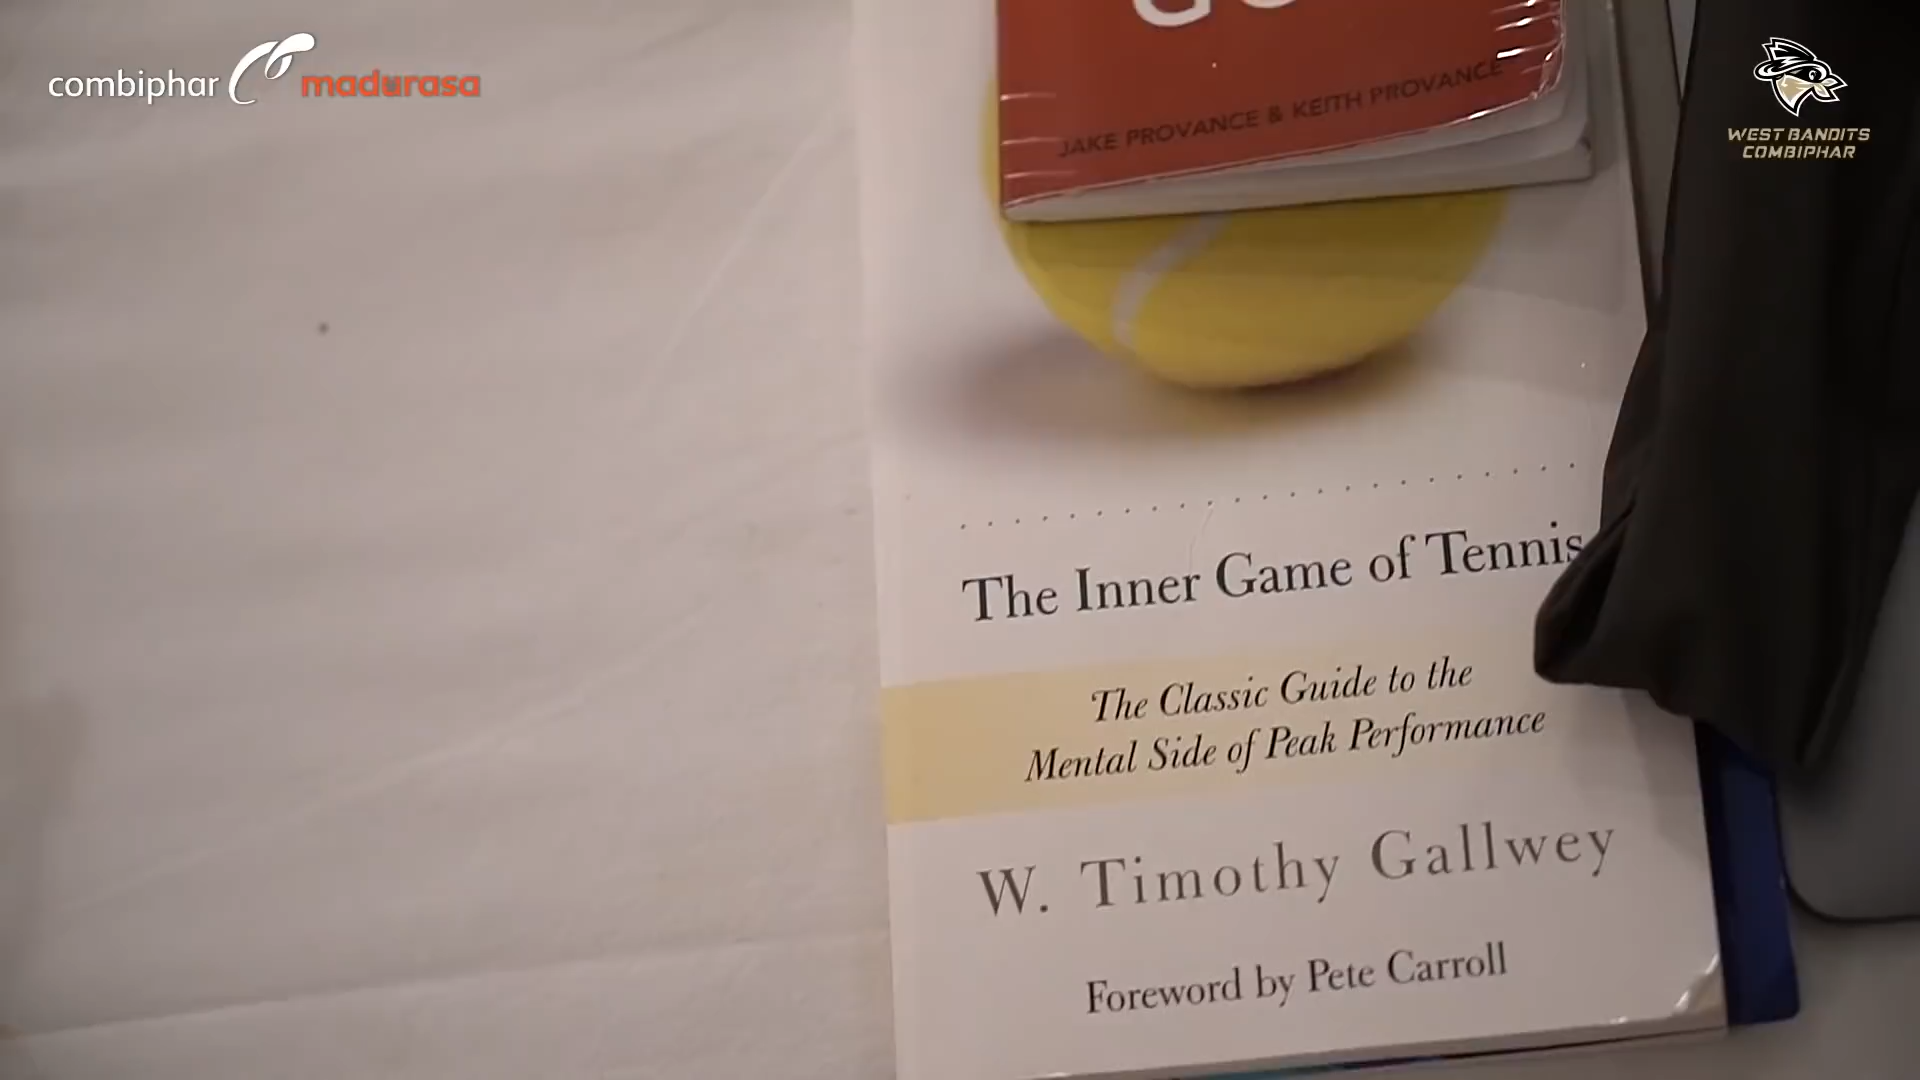 combiphar madurasa
WEST BANDITS
COMBIPHAR
JAKE PROVANCE & KEITH PROVANCE
The Inner Game of Tennis
The Classic Guide to the
Mental Side of Peak Performance
W. Timothy Gallwey
Foreword by Pete Carroll